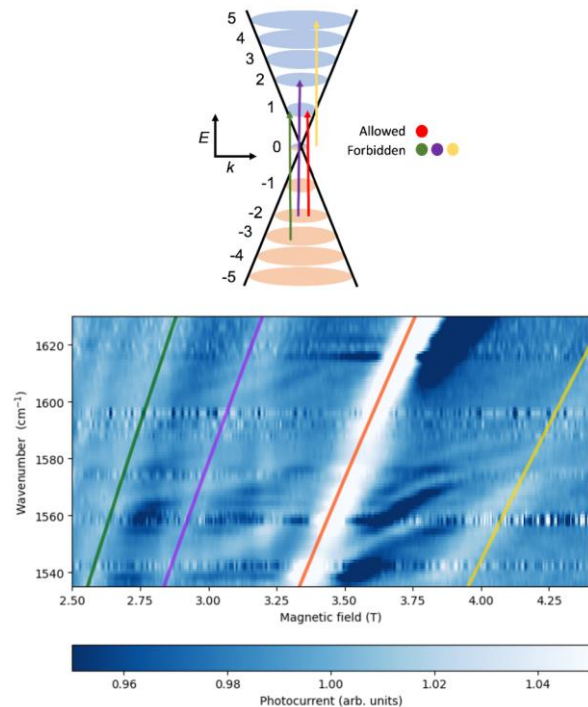 5
4
3
2
1
0
-1
-2
-3
-4
-5
E
k
Allowed
Forbidden
1620
1600
1580
1560
1540
Wavenumber (cm⁻¹)
2.50 2.75 3.00 3.25 3.50 3.75 4.00 4.25
Magnetic field (T)
0.96 0.98 1.00 1.02 1.04
Photocurrent (arb. units)